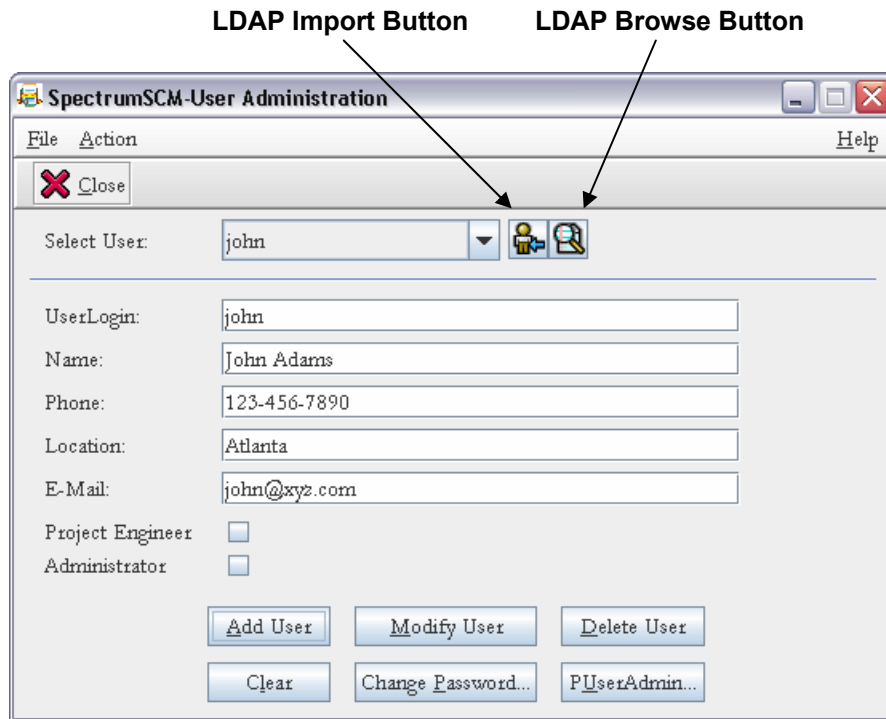 LDAP Import Button LDAP Browse Button
SpectrumSCM-User Administration
File Action Help
Close
Select User: john
UserLogin: john
Name: John Adams
Phone: 123-456-7890
Location: Atlanta
E-Mail: john@xyz.com
Project Engineer
Administrator
Add User Modify User Delete User
Clear Change Password... PUserAdmin...